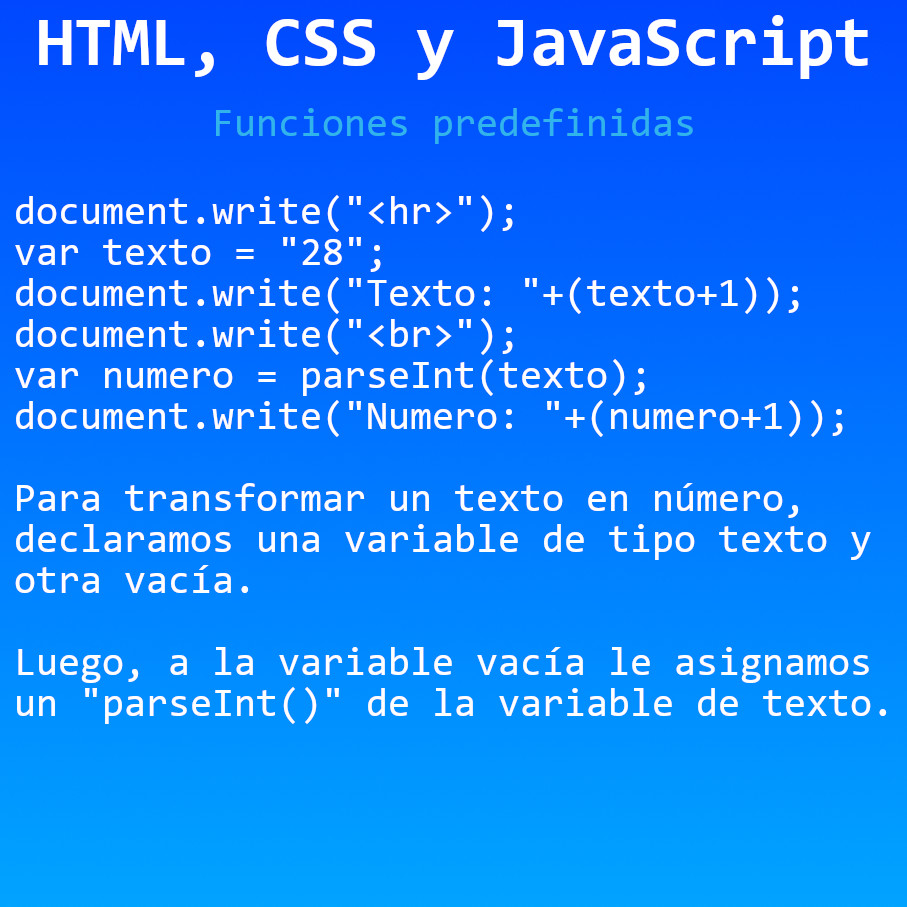 HTML, CSS y JavaScript
Funciones predefinidas
document.write("<hr>");
var texto = "28";
document.write("Texto: "+(texto+1));
document.write("<br>");
var numero = parseInt(texto);
document.write("Numero: "+(numero+1));
Para transformar un texto en número,
declaramos una variable de tipo texto y
otra vacía.
Luego, a la variable vacía le asignamos
un "parseInt()" de la variable de texto.